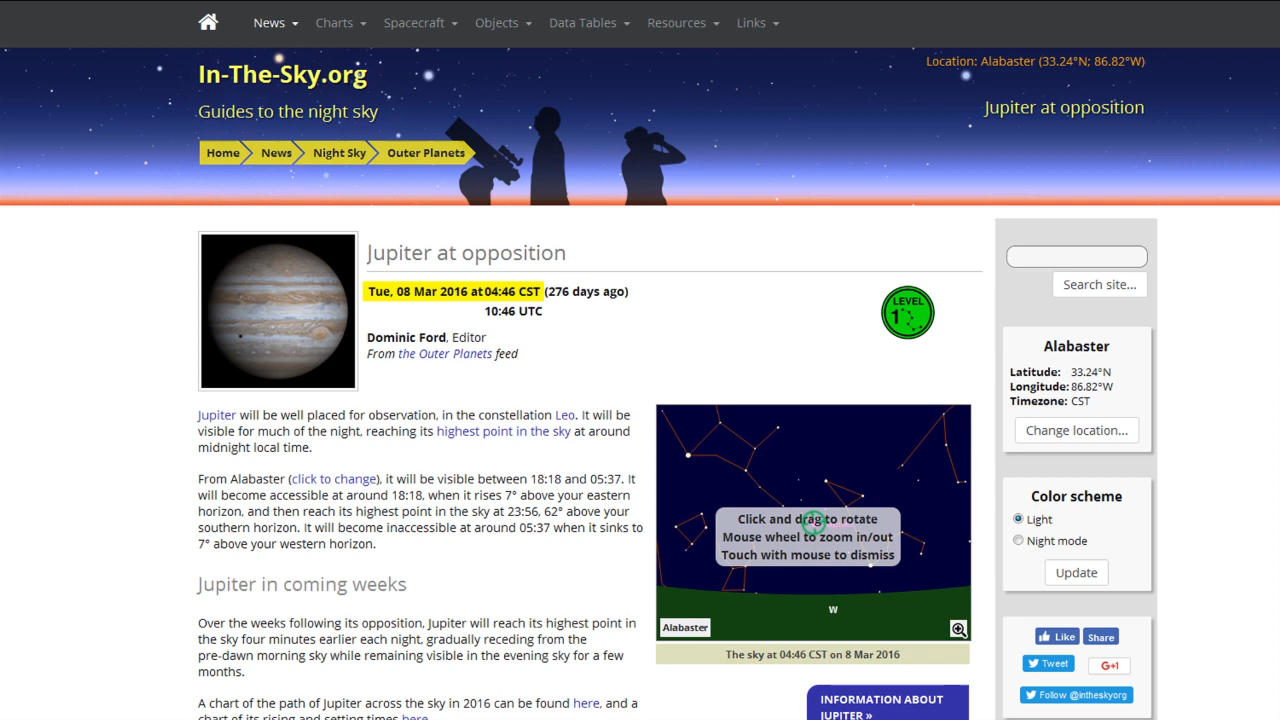 News
Charts
Spacecraft
Objects
Data Tables
Resources
Links
In-The-Sky.org
Guides to the night sky
Location: Alabaster (33.24°N; 86.82°W)
Jupiter at opposition
Home
News
Night Sky
Outer Planets
Jupiter at opposition
Tue, 08 Mar 2016 at 04:46 CST (276 days ago)
10:46 UTC
Dominic Ford, Editor
From the Outer Planets feed
LEVEL
1
Jupiter will be well placed for observation, in the constellation Leo. It will be
visible for much of the night, reaching its highest point in the sky at around
midnight local time.
From Alabaster (click to change), it will be visible between 18:18 and 05:37. It
will become accessible at around 18:18, when it rises 7° above your eastern
horizon, and then reach its highest point in the sky at 23:56, 62° above your
southern horizon. It will become inaccessible at around 05:37 when it sinks to
7° above your western horizon.
Jupiter in coming weeks
Over the weeks following its opposition, Jupiter will reach its highest point in
the sky four minutes earlier each night, gradually receding from the
pre-dawn morning sky while remaining visible in the evening sky for a few
months.
A chart of the path of Jupiter across the sky in 2016 can be found here, and a
chart of its rising and setting times here.
Click and drag to rotate
Mouse wheel to zoom in/out
Touch with mouse to dismiss
W
Alabaster
The sky at 04:46 CST on 8 Mar 2016
INFORMATION ABOUT
JUPITER »
Search site...
Alabaster
Latitude: 33.24°N
Longitude: 86.82°W
Timezone: CST
Change location...
Color scheme
Light
Night mode
Update
Like
Share
Tweet
G+1
Follow @intheskyorg